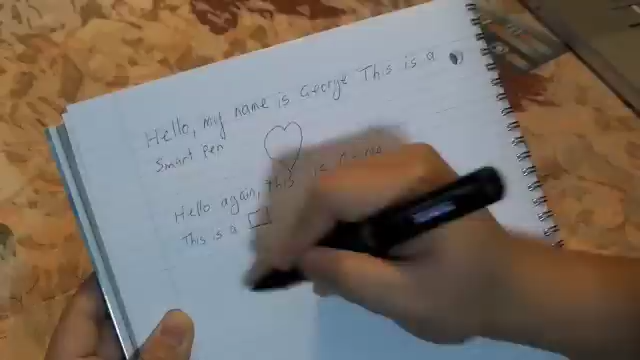 Hello, my name is George This is a
Smart Pen
Hello again, this is
This is a